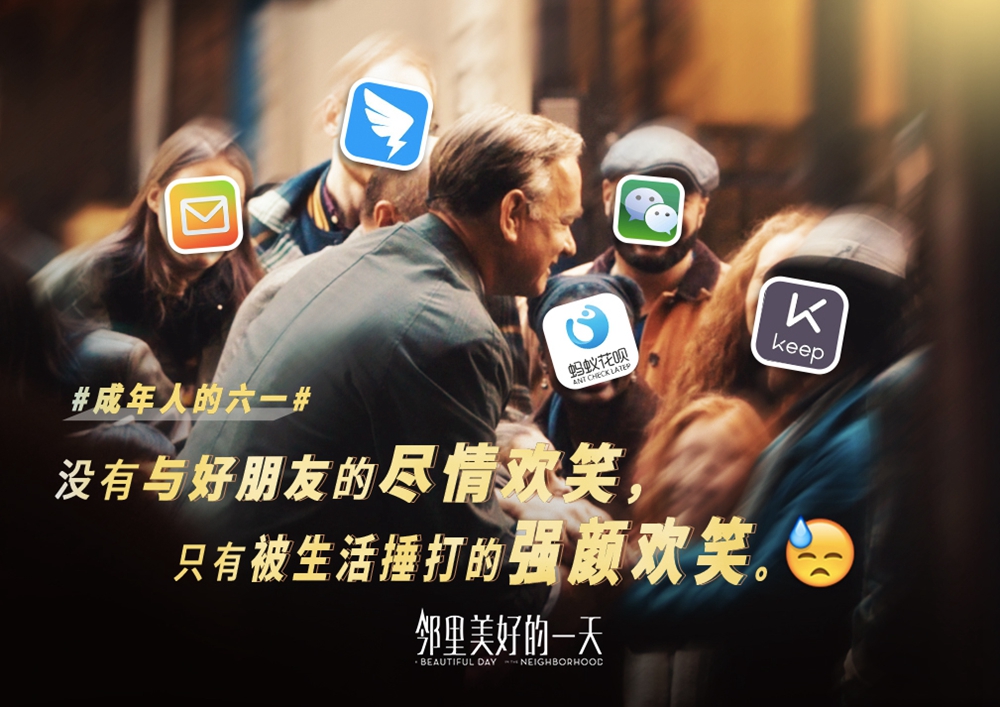 蚂蚁花呗
ANT CHECK LATER
keep
#成年人的六一#
没有与好朋友的尽情欢笑，
只有被生活捶打的强颜欢笑。
邻里美好的一天
A BEAUTIFUL DAY IN THE NEIGHBORHOOD